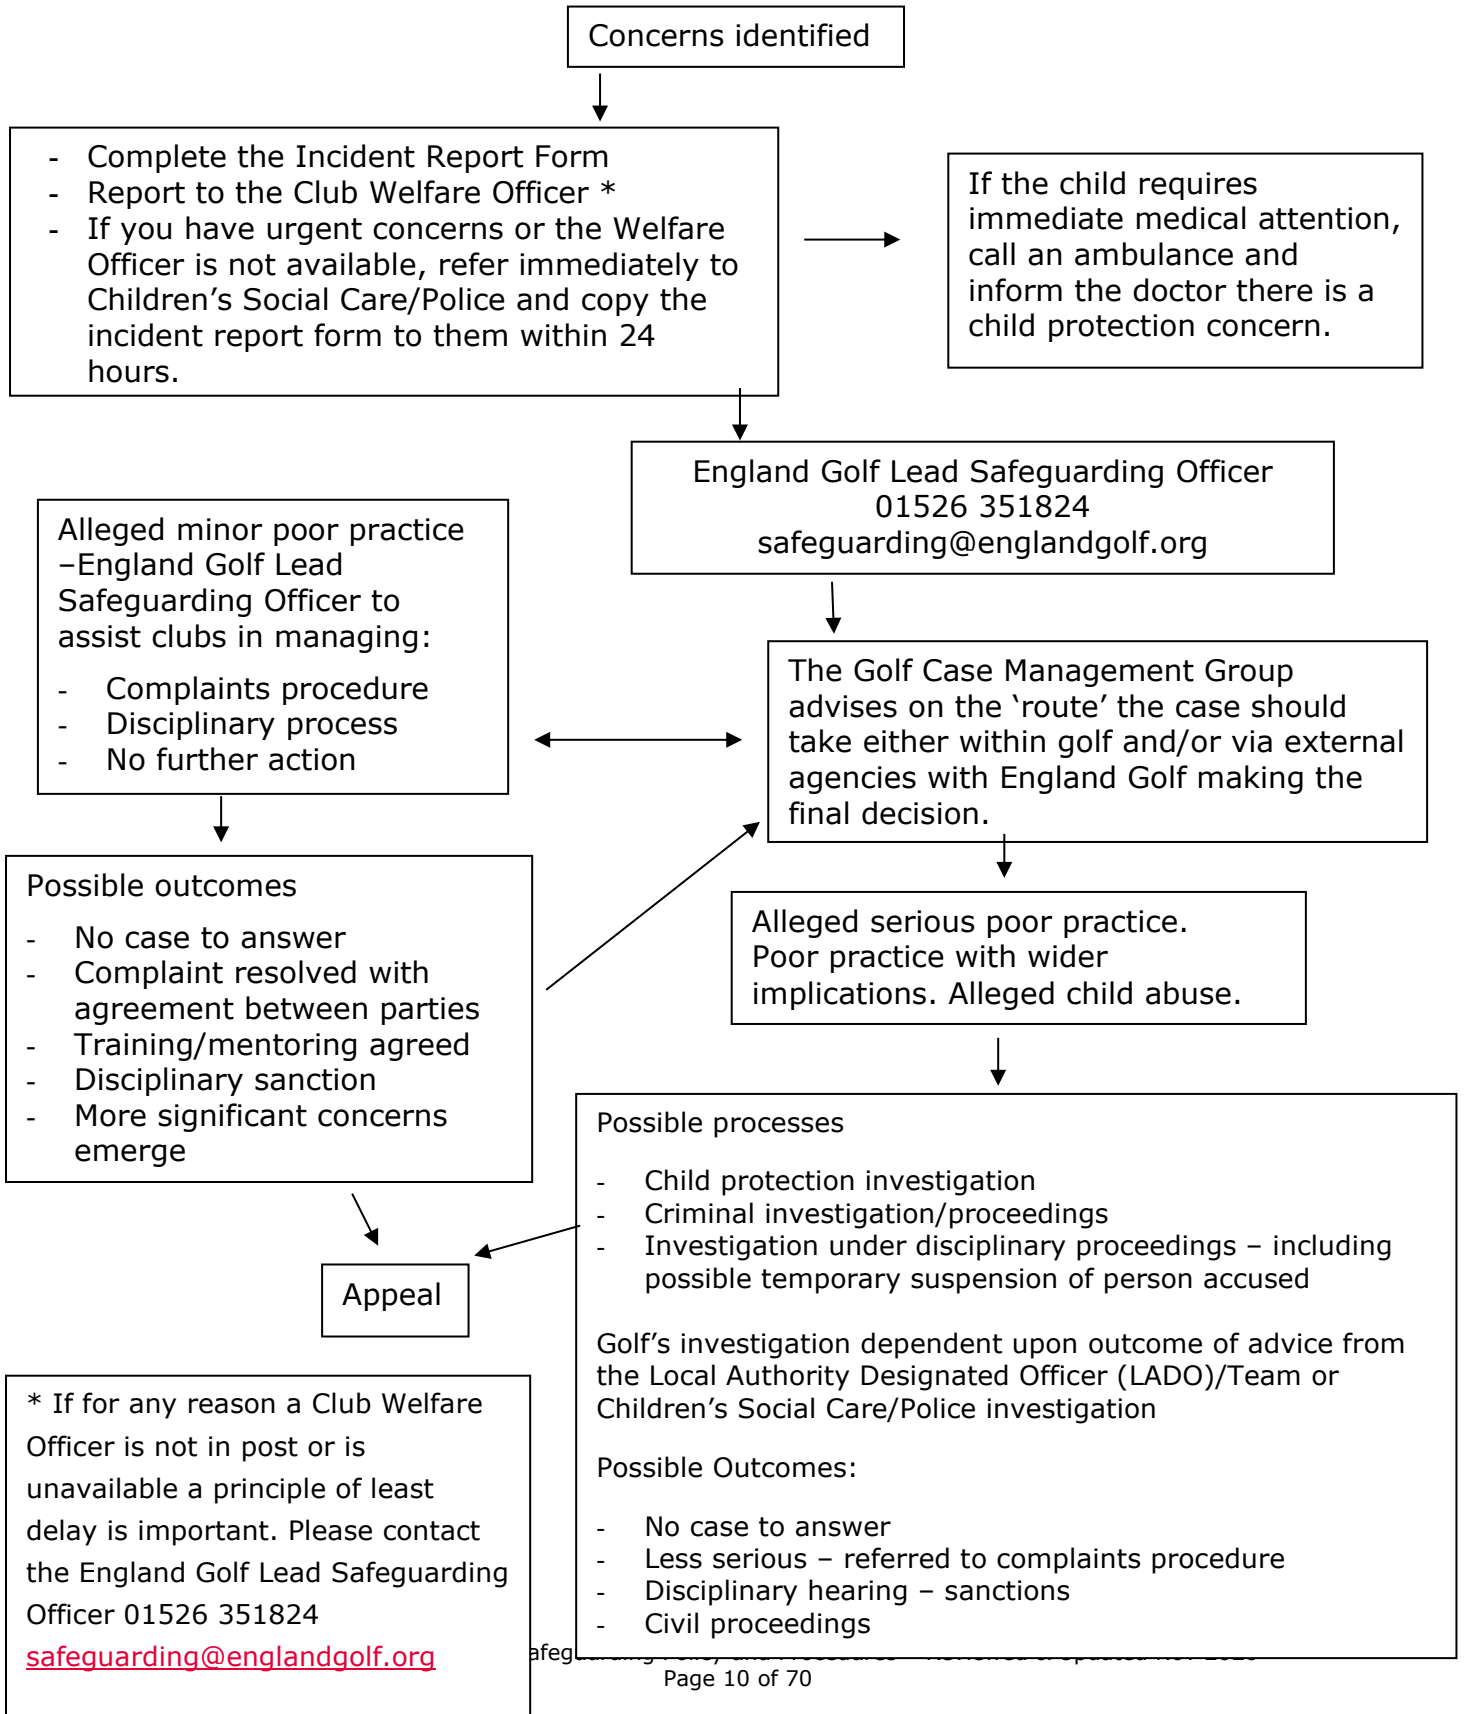 Concerns identified
- Complete the Incident Report Form
- Report to the Club Welfare Officer *
- If you have urgent concerns or the Welfare
Officer is not available, refer immediately to
Children’s Social Care/Police and copy the
incident report form to them within 24
hours.
If the child requires
immediate medical attention,
call an ambulance and
inform the doctor there is a
child protection concern.
England Golf Lead Safeguarding Officer
01526 351824
safeguarding@englandgolf.org
Alleged minor poor practice
–England Golf Lead
Safeguarding Officer to
assist clubs in managing:
- Complaints procedure
- Disciplinary process
- No further action
The Golf Case Management Group
advises on the ‘route’ the case should
take either within golf and/or via external
agencies with England Golf making the
final decision.
Possible outcomes
- No case to answer
- Complaint resolved with
agreement between parties
- Training/mentoring agreed
- Disciplinary sanction
- More significant concerns
emerge
Alleged serious poor practice.
Poor practice with wider
implications. Alleged child abuse.
Possible processes
- Child protection investigation
- Criminal investigation/proceedings
- Investigation under disciplinary proceedings – including
possible temporary suspension of person accused
Golf’s investigation dependent upon outcome of advice from
the Local Authority Designated Officer (LADO)/Team or
Children’s Social Care/Police investigation
Possible Outcomes:
- No case to answer
- Less serious – referred to complaints procedure
- Disciplinary hearing – sanctions
- Civil proceedings
Appeal
* If for any reason a Club Welfare
Officer is not in post or is
unavailable a principle of least
delay is important. Please contact
the England Golf Lead Safeguarding
Officer 01526 351824
safeguarding@englandgolf.org
Page 10 of 70